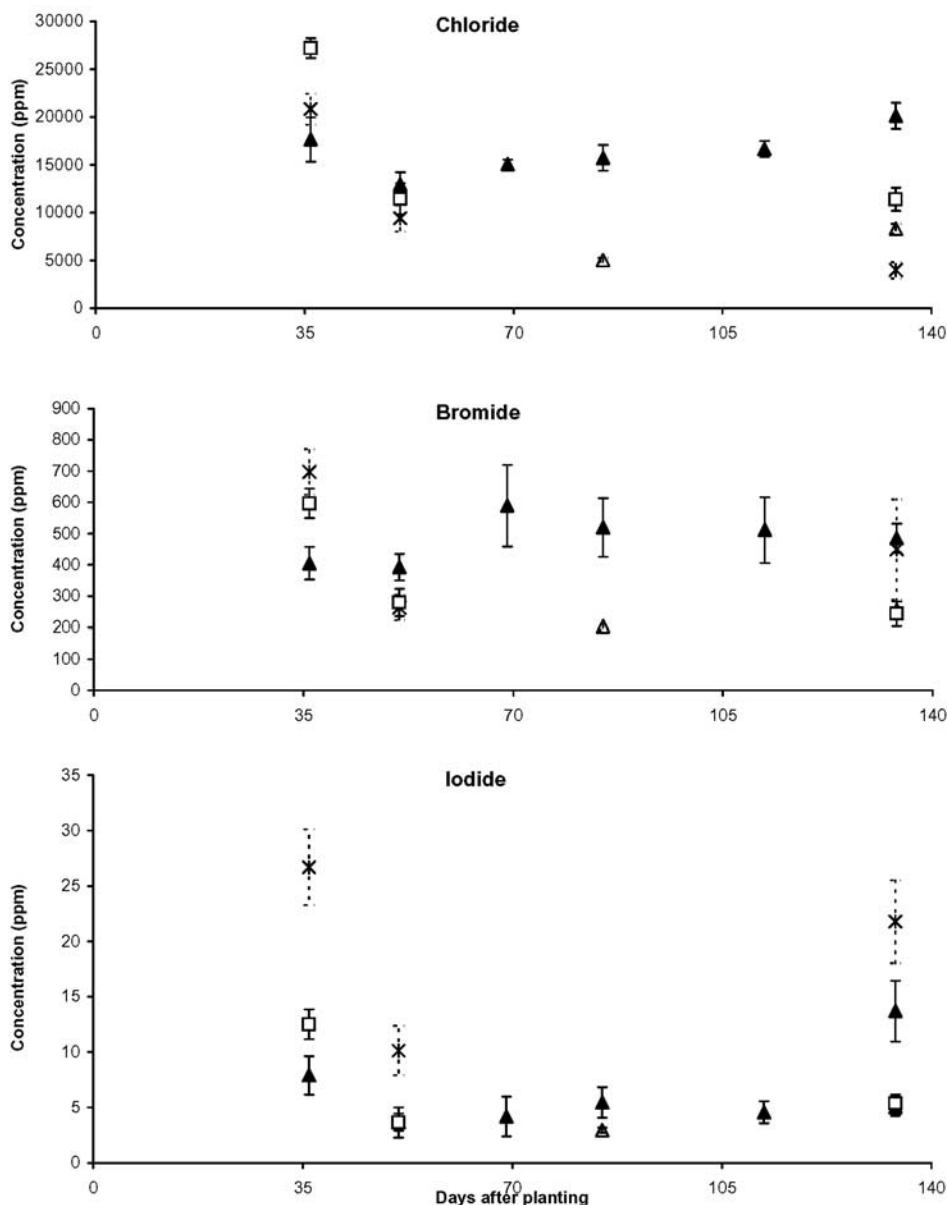 Chloride
Concentration (ppm)
30000
25000
20000
15000
10000
5000
0
0 35 70 105 140
Bromide
Concentration (ppm)
900
800
700
600
500
400
300
200
100
0
0 35 70 105 140
Iodide
Concentration (ppm)
35
30
25
20
15
10
5
0
0 35 70 105 140
Days after planting